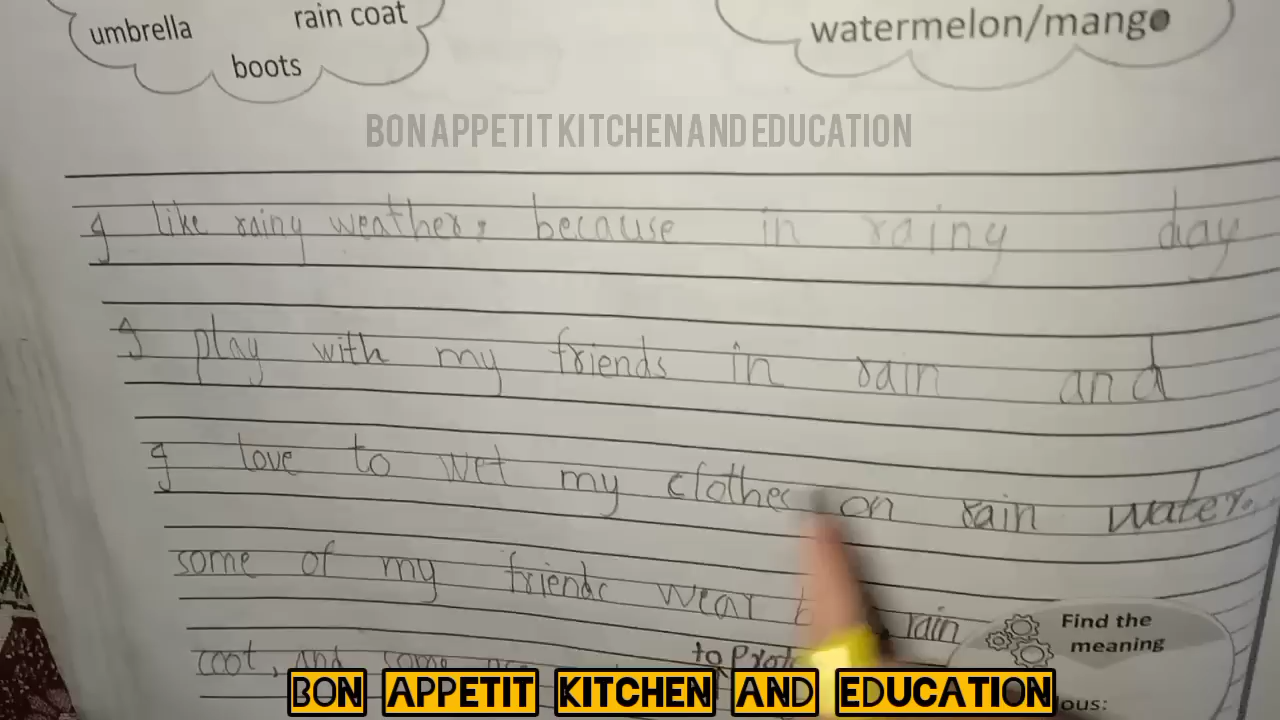 umbrella
rain coat
boots
watermelon/mango
BON APPETIT KITCHEN AND EDUCATION
I like rainy weather, because in rainy day
I play with my friends in rain and
I love to wet my clothes on rain water.
some of my friends wear rain
coot, and some to
Find the
meaning
BON APPETIT KITCHEN AND EDUCATION